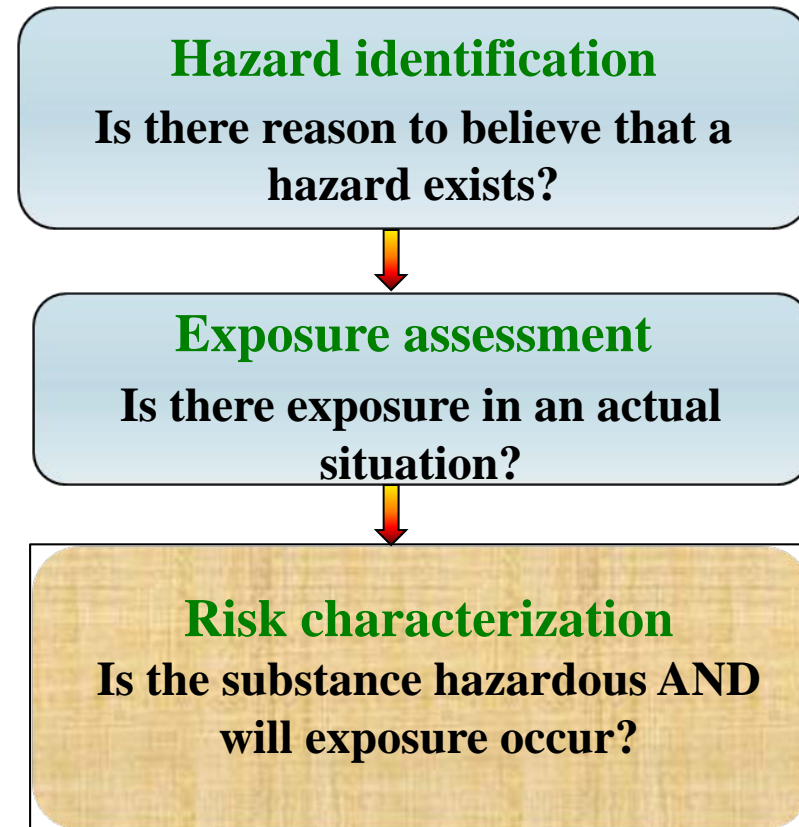 Hazard identification
Is there reason to believe that a
hazard exists?
Exposure assessment
Is there exposure in an actual
situation?
Risk characterization
Is the substance hazardous AND
will exposure occur?